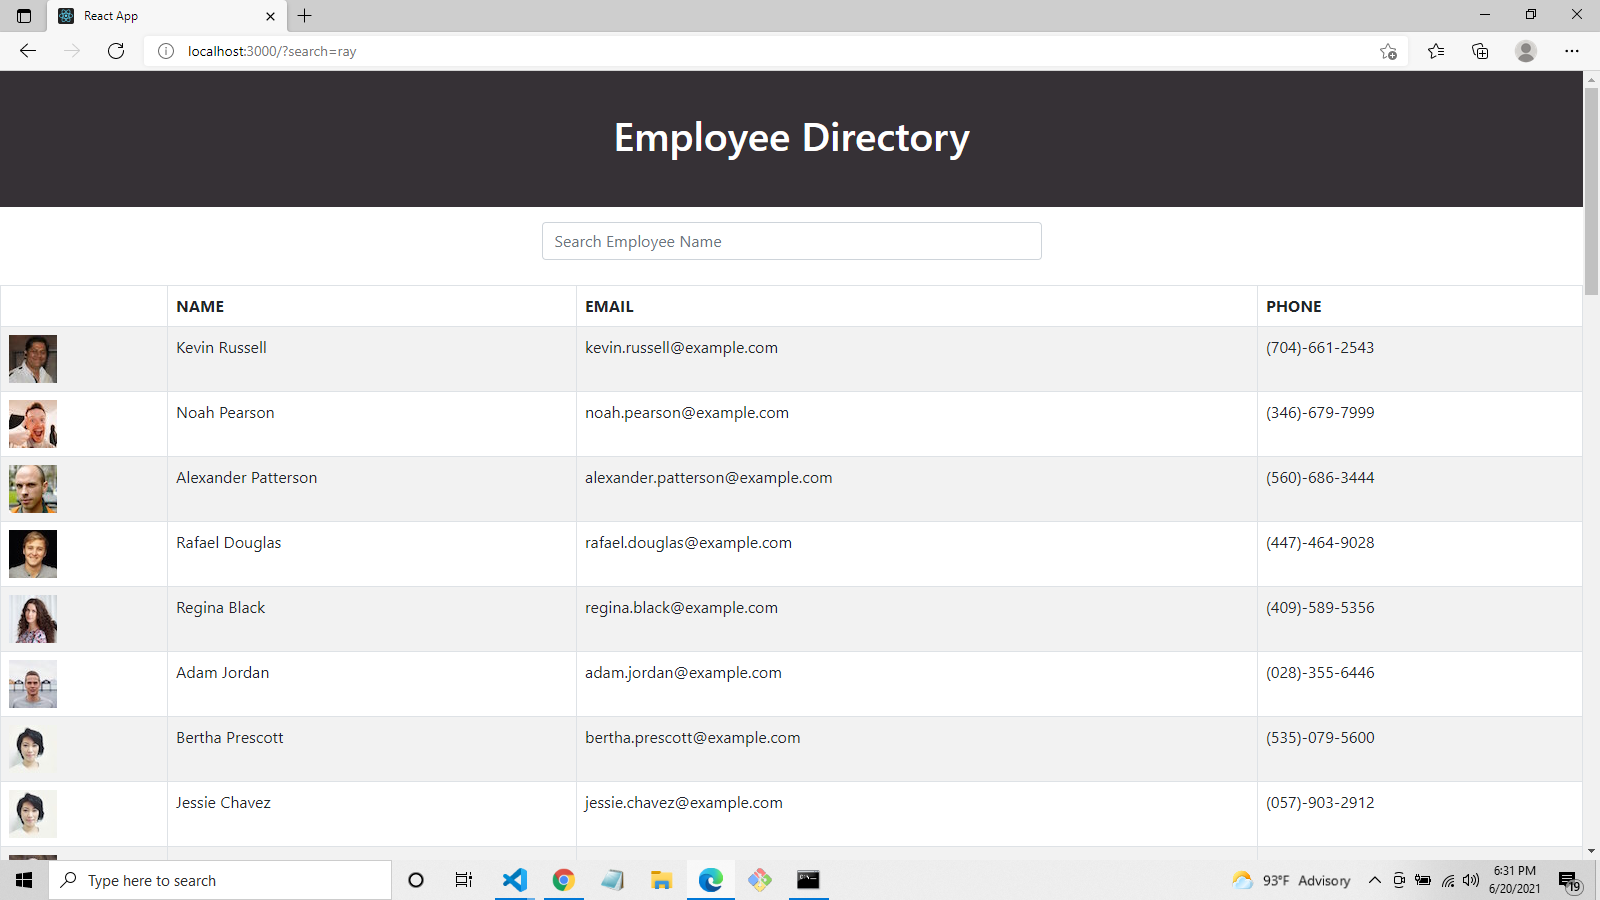 React App
localhost:3000/?search=ray
Employee Directory
Search Employee Name
NAME EMAIL PHONE
Kevin Russell kevin.russell@example.com (704)-661-2543
Noah Pearson noah.pearson@example.com (346)-679-7999
Alexander Patterson alexander.patterson@example.com (560)-686-3444
Rafael Douglas rafael.douglas@example.com (447)-464-9028
Regina Black regina.black@example.com (409)-589-5356
Adam Jordan adam.jordan@example.com (028)-355-6446
Bertha Prescott bertha.prescott@example.com (535)-079-5600
Jessie Chavez jessie.chavez@example.com (057)-903-2912
Type here to search
93°F Advisory
6:31 PM
6/20/2021
19